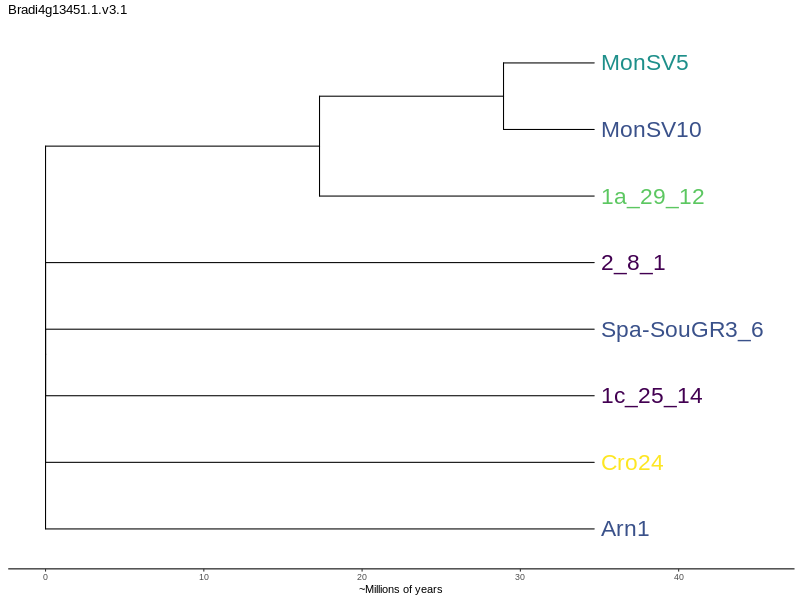 Bradi4g13451.1.v3.1
MonSV5
MonSV10
1a_29_12
2_8_1
Spa-SouGR3_6
1c_25_14
Cro24
Arn1
0 10 20 30 40
~Millions of years